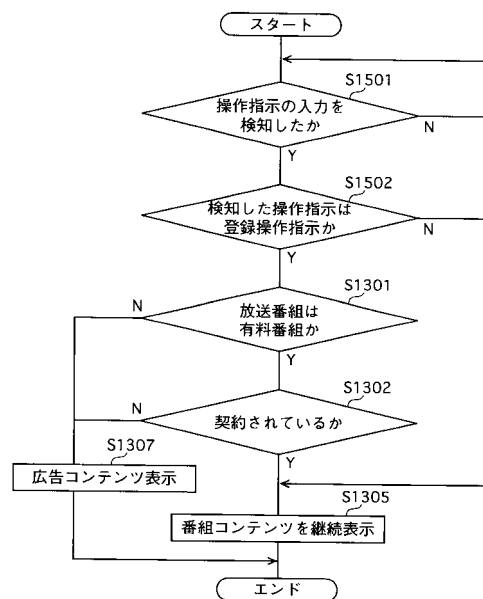 スタート
S1501
操作指示の入力を
検知したか
N
Y
S1502
検知した操作指示は
登録操作指示か
N
Y
S1301
N
放送番組は
有料番組か
Y
S1302
N
契約されているか
Y
S1307
広告コンテンツ表示
S1305
番組コンテンツを継続表示
エンド